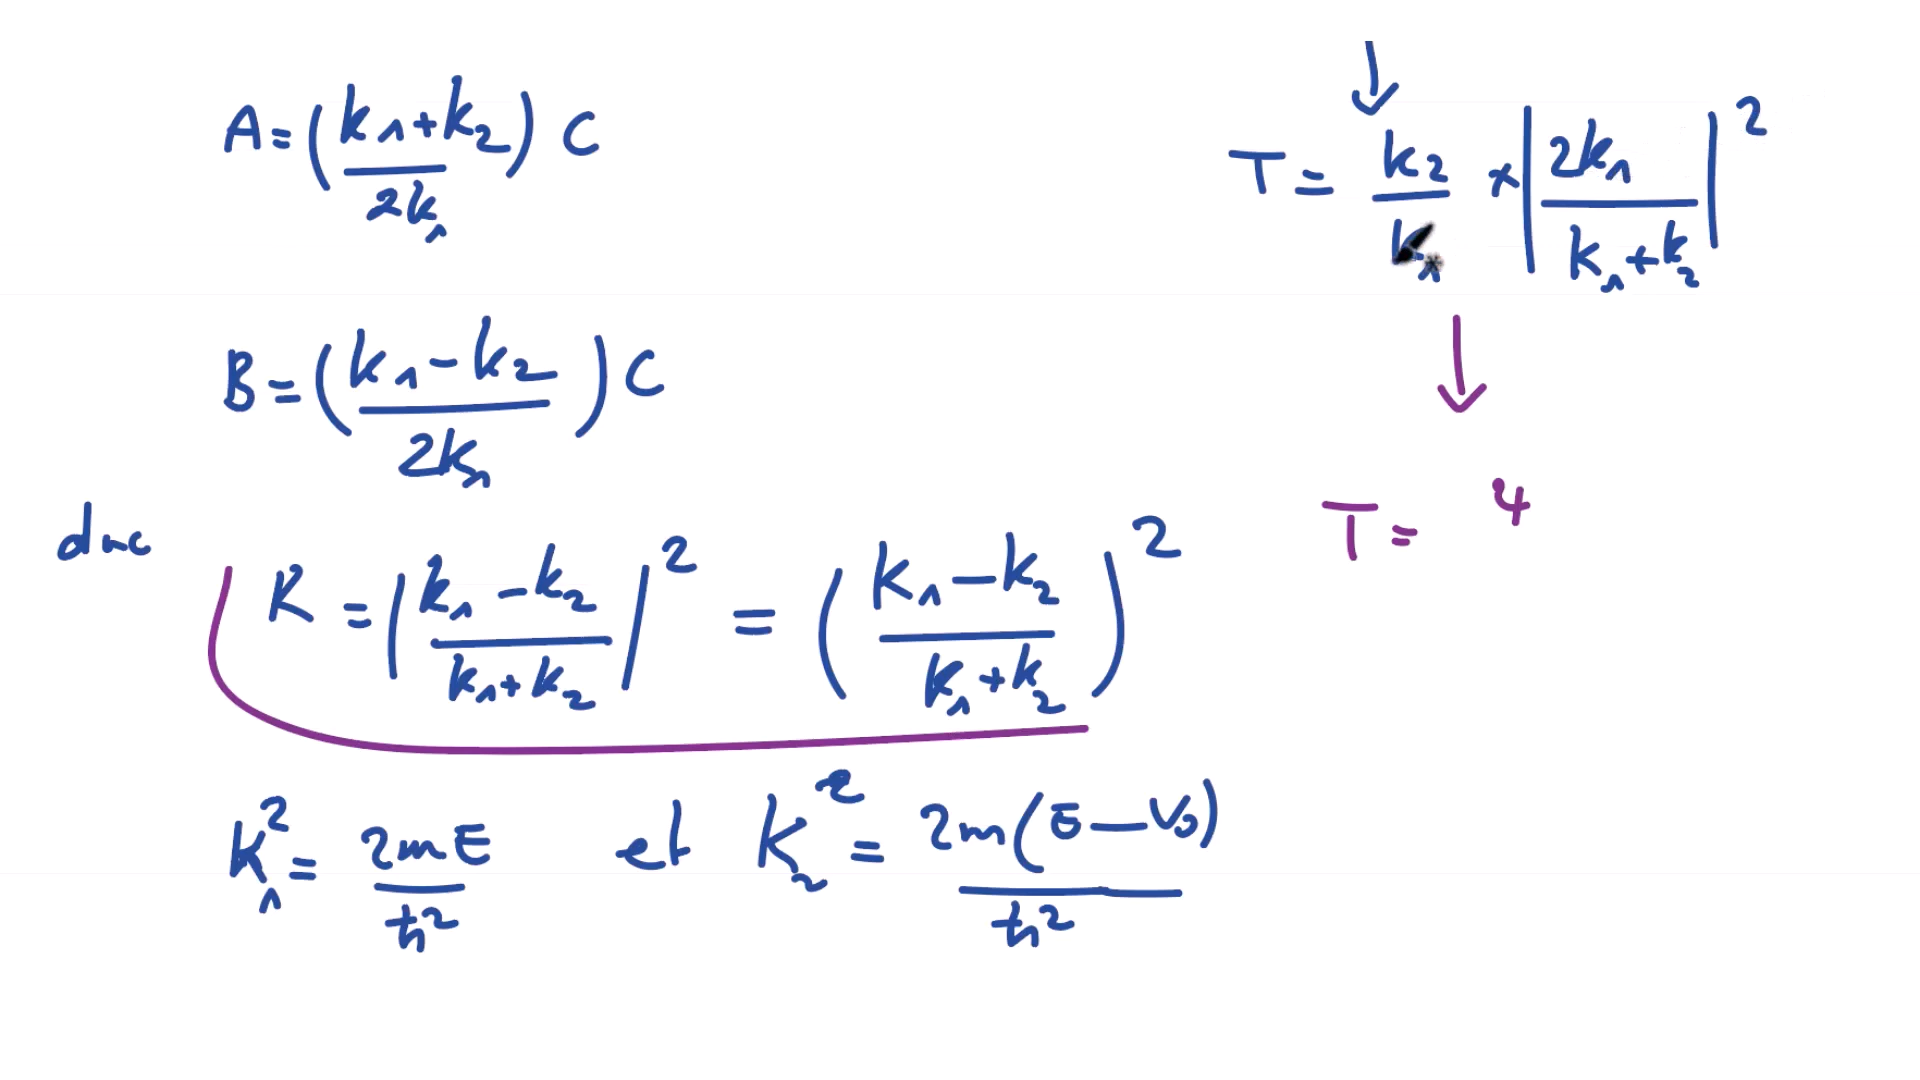 A = (k₁+k₂ / 2k₁) C
T = k₂/k₁ × |2k₁ / k₁+k₂|²
B = (k₁−k₂ / 2k₁) C
T = 4
donc
R = |k₁−k₂ / k₁+k₂|² = (k₁−k₂ / k₁+k₂)²
k₁² = 2mE / ħ² et k₂² = 2m(E−V₀) / ħ²